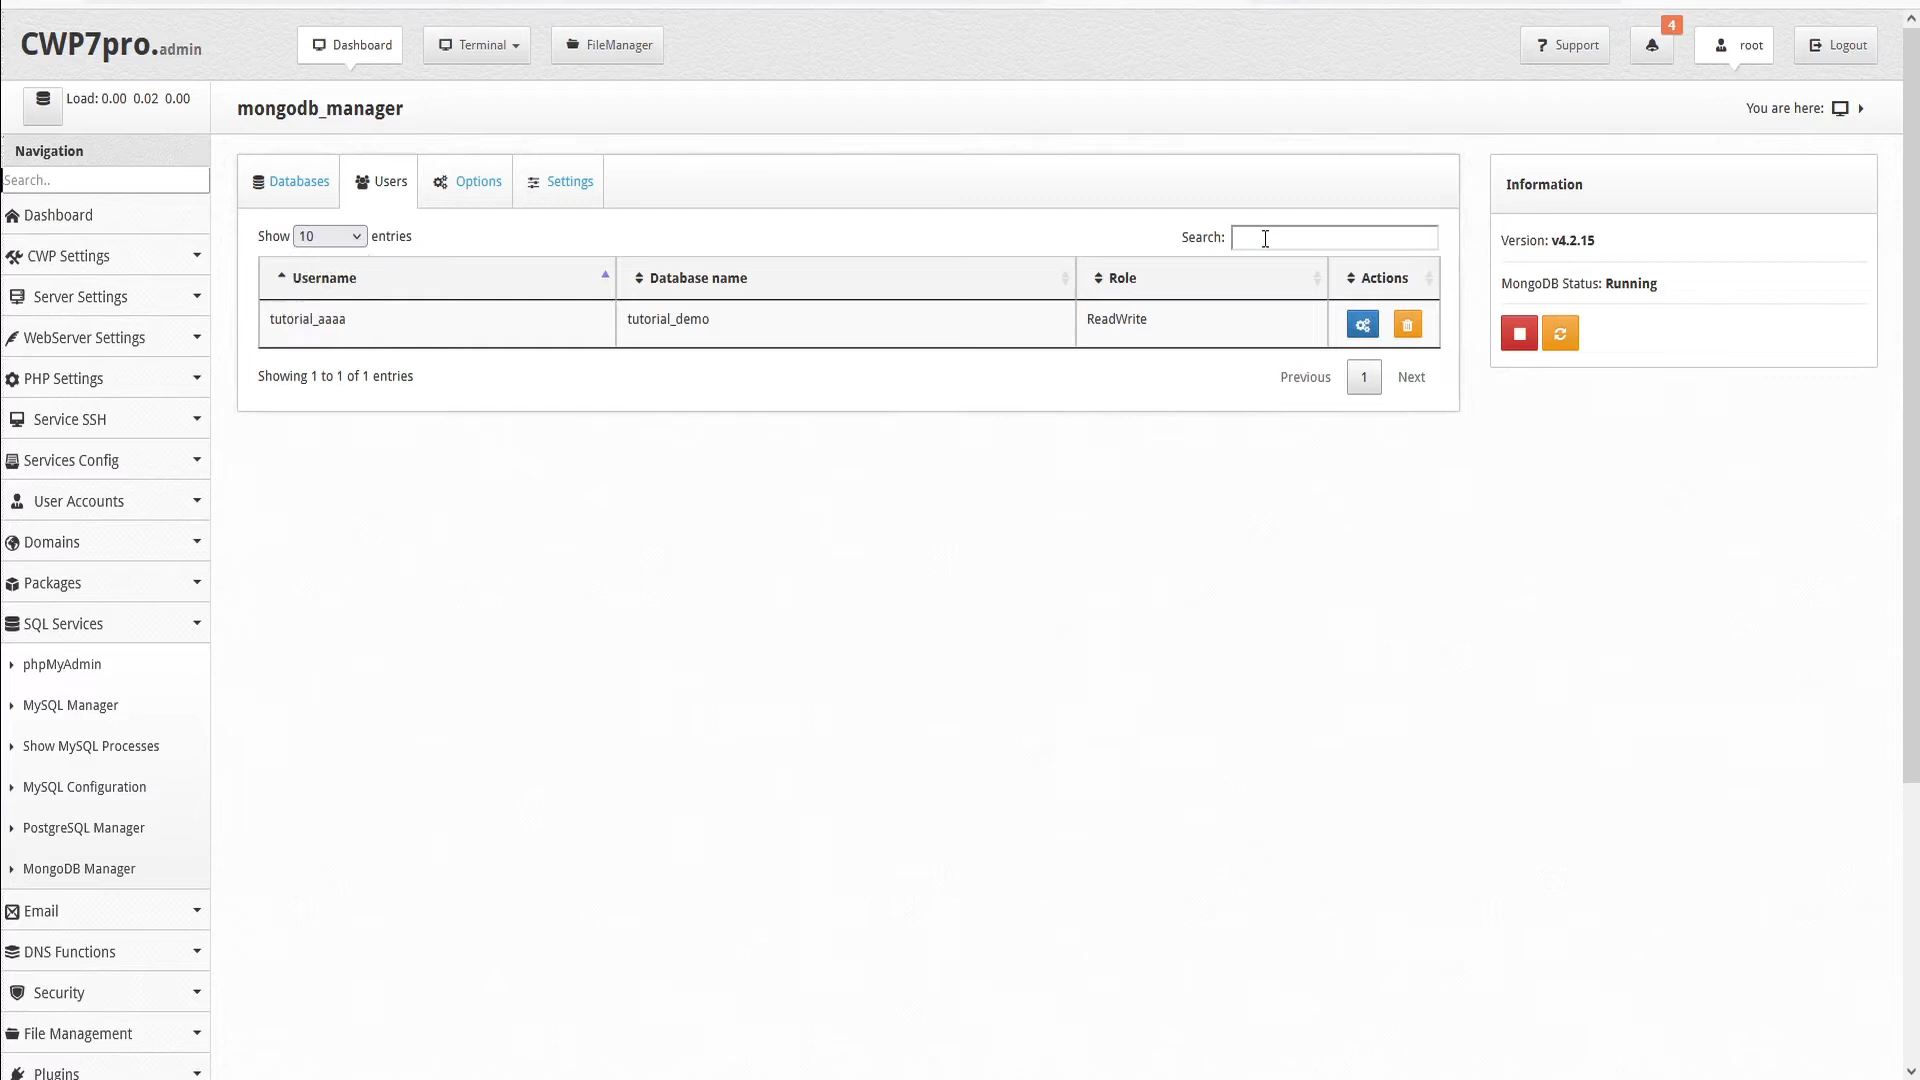 CWP7pro.admin
Dashboard
Terminal
FileManager
? Support
4
root
Logout
Load: 0.00 0.02 0.00
mongodb_manager
You are here:
Navigation
Search..
Dashboard
CWP Settings
Server Settings
WebServer Settings
PHP Settings
Service SSH
Services Config
User Accounts
Domains
Packages
SQL Services
phpMyAdmin
MySQL Manager
Show MySQL Processes
MySQL Configuration
PostgreSQL Manager
MongoDB Manager
Email
DNS Functions
Security
File Management
Plugins
Databases
Users
Options
Settings
Show 10 entries
Search:
Username Database name Role Actions
tutorial_aaaa tutorial_demo ReadWrite
Showing 1 to 1 of 1 entries
Previous 1 Next
Information
Version: v4.2.15
MongoDB Status: Running